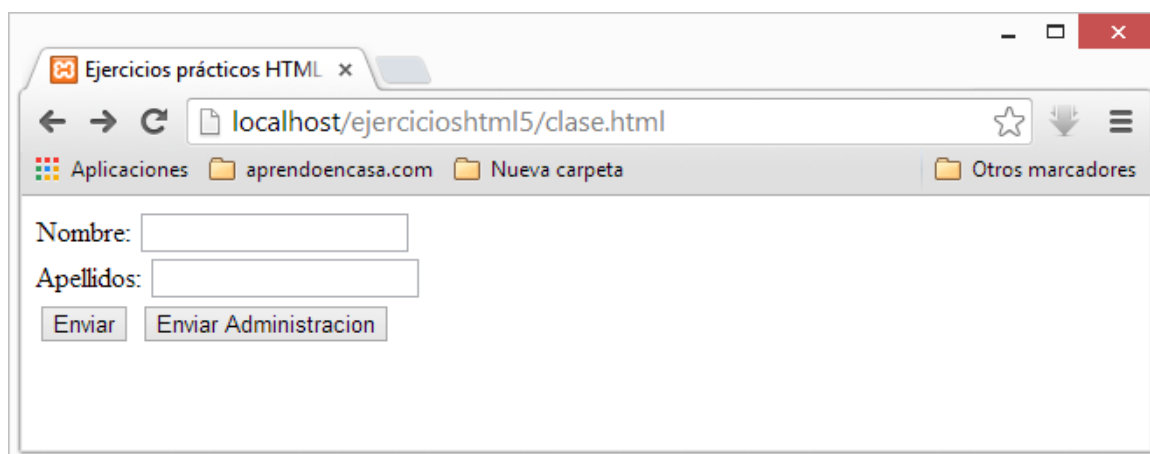 Ejercicios prácticos HTML
localhost/ejercicioshtml5/clase.html
Aplicaciones aprendoencasa.com Nueva carpeta Otros marcadores
Nombre:
Apellidos:
Enviar Enviar Administracion